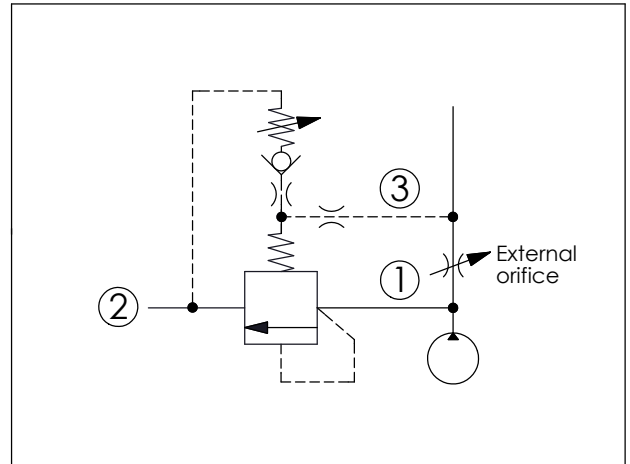 ③
①
External
orifice
②